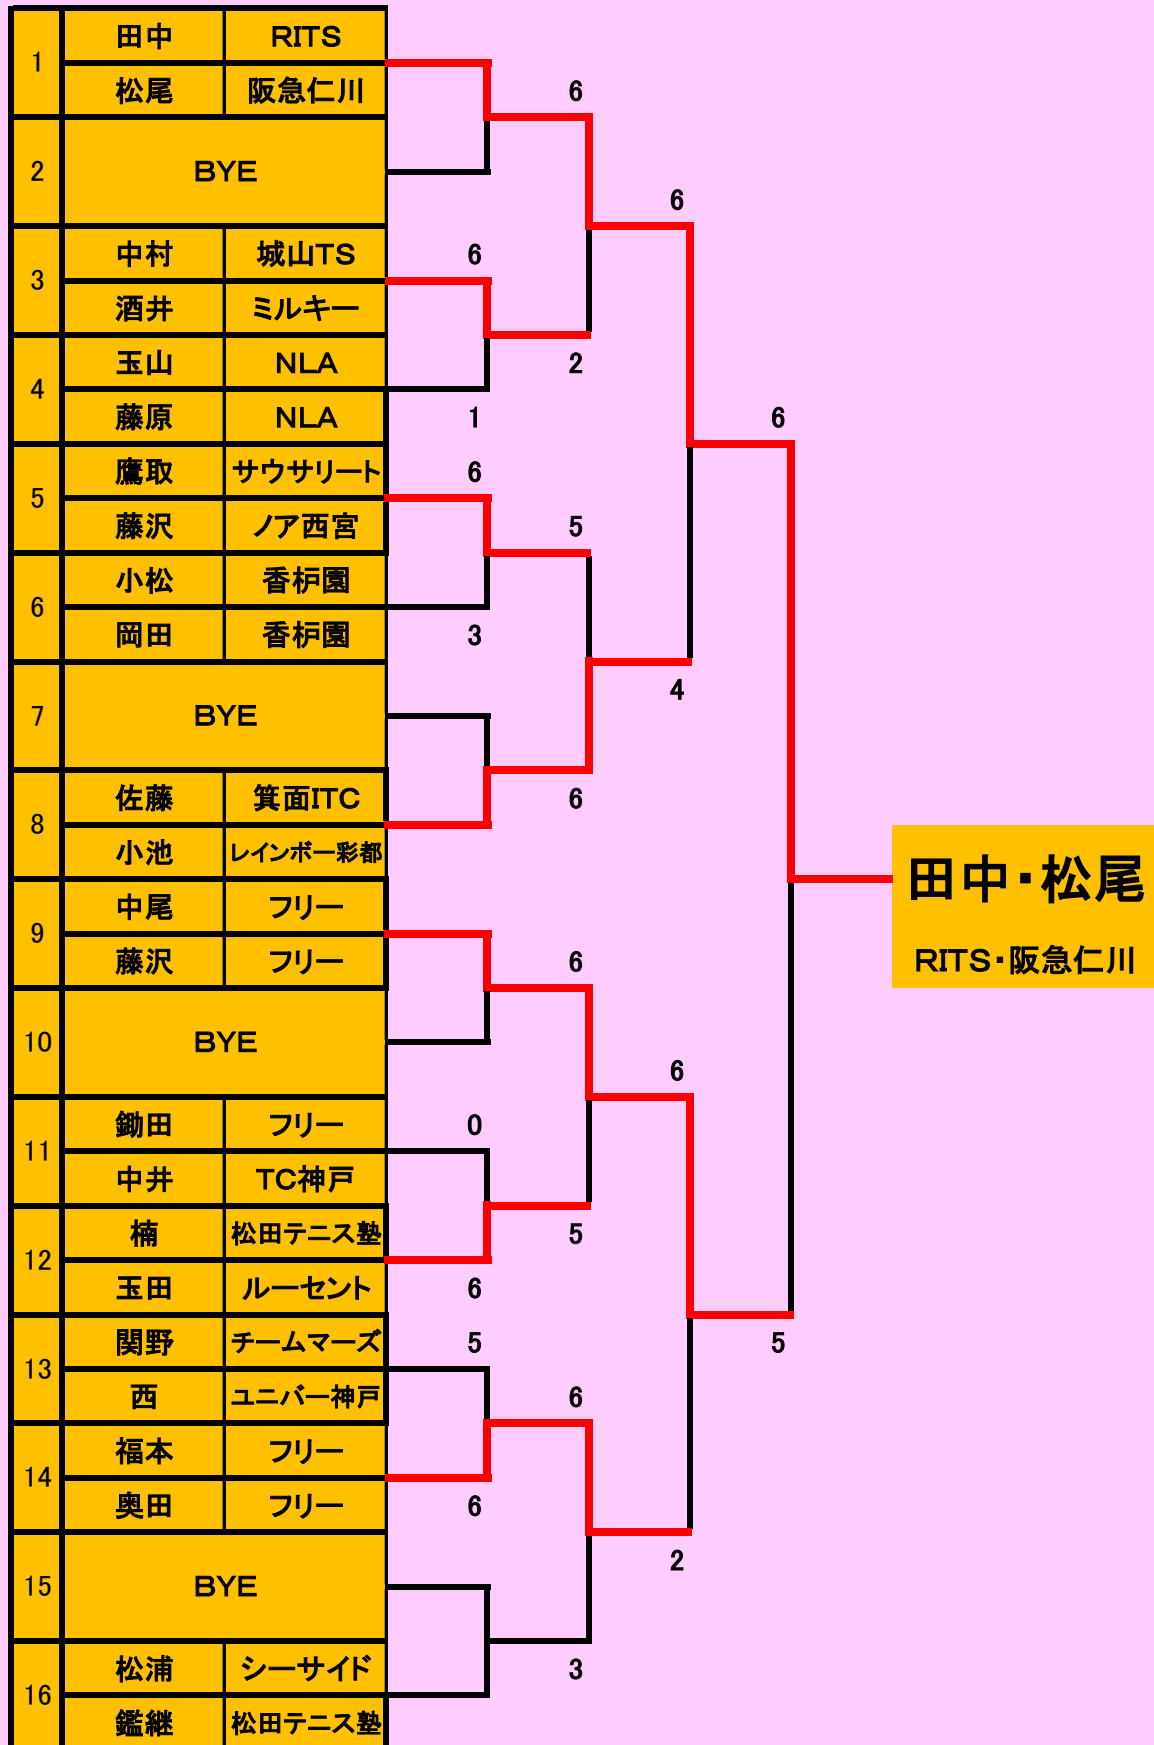 1 田中 RITS
松尾 阪急仁川
6
2 BYE
6
3 中村 城山TS
6
酒井 ミルキー
4 玉山 NLA
2
藤原 NLA
1
6
5 鷹取 サウサリート
6
藤沢 ノア西宮
5
6 小松 香枦園
岡田 香枦園
3
4
7 BYE
8 佐藤 箕面ITC
6
小池 レインボー彩都
田中・松尾
RITS・阪急仁川
9 中尾 フリー
藤沢 フリー
6
10 BYE
6
11 鋤田 フリー
0
中井 TC神戸
12 楠 松田テニス塾
5
玉田 ルーセント
6
13 関野 チームマーズ
5
5
西 ユニバー神戸
6
14 福本 フリー
奥田 フリー
6
2
15 BYE
16 松浦 シーサイド
3
鑑継 松田テニス塾